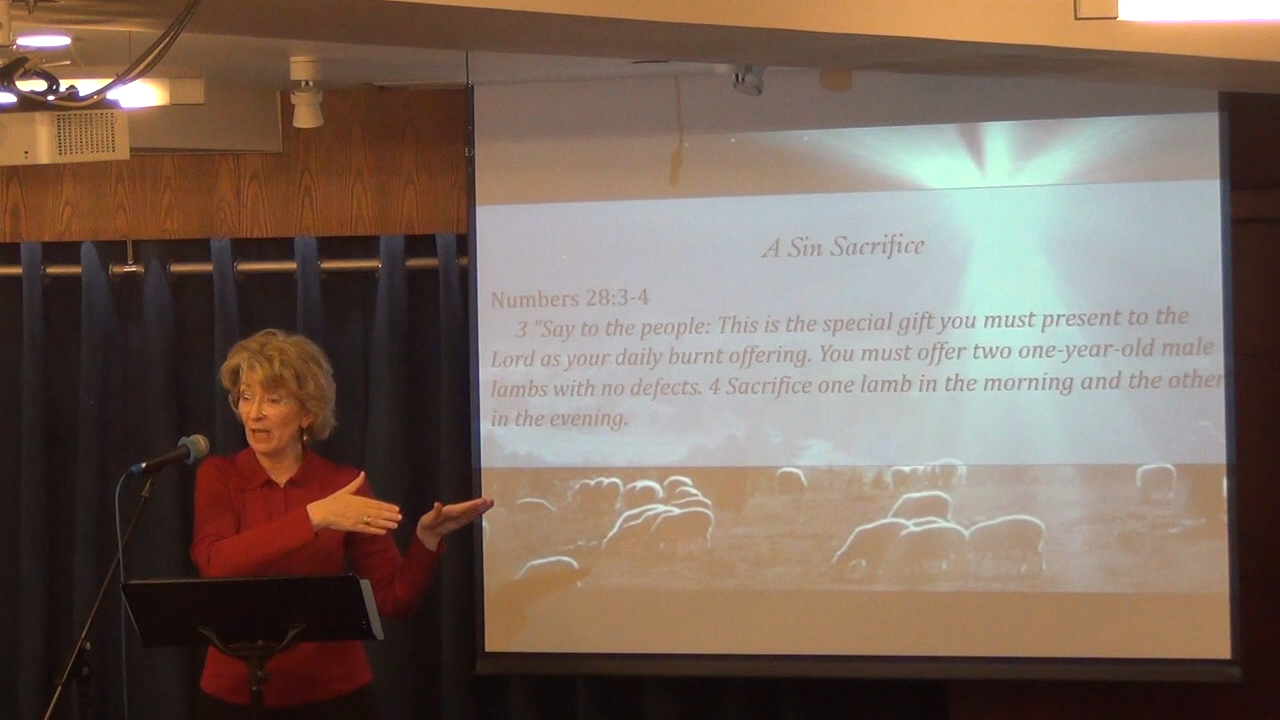 A Sin Sacrifice
Numbers 28:3-4
3 "Say to the people: This is the special gift you must present to the
Lord as your daily burnt offering. You must offer two one-year-old male
lambs with no defects. 4 Sacrifice one lamb in the morning and the other
in the evening.